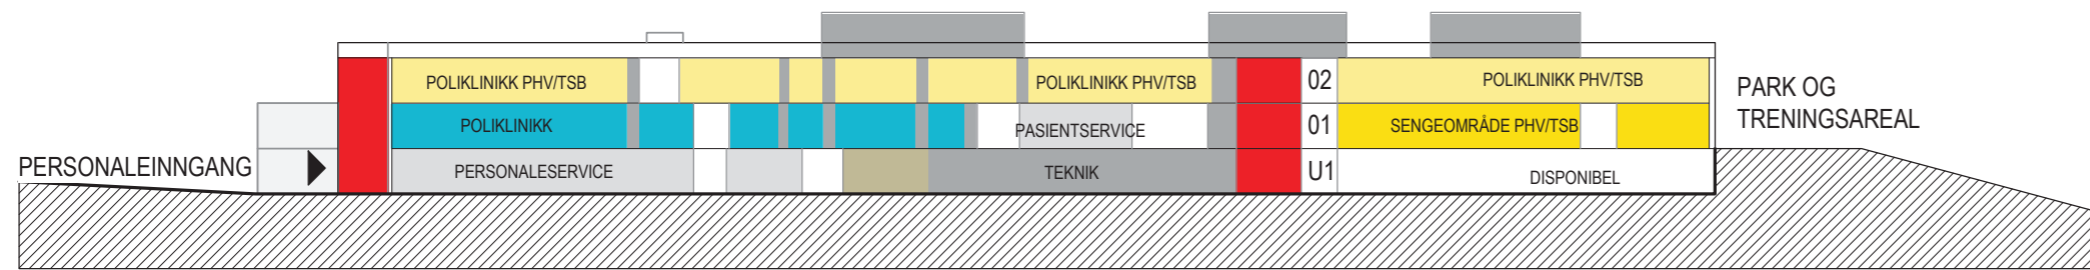 POLIKLINIKK PHV/TSB
POLIKLINIKK PHV/TSB
02
POLIKLINIKK PHV/TSB
PARK OG
TRENINGSAREAL
POLIKLINIKK
PASIENTSERVICE
01
SENGEOMRÅDE PHV/TSB
PERSONALEINNGANG
PERSONALESERVICE
TEKNIK
U1
DISPONIBEL